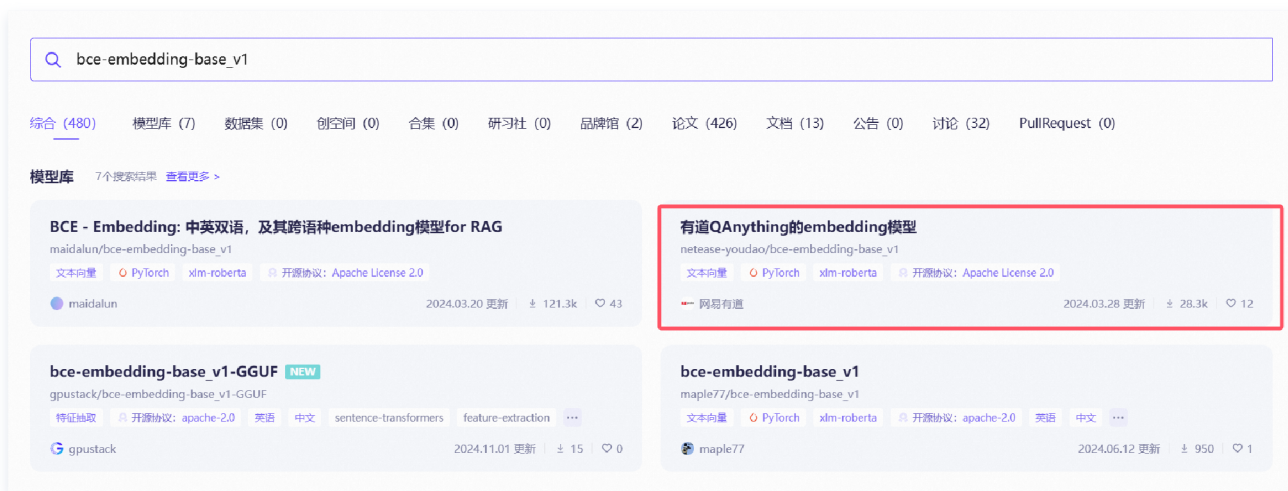 bce-embedding-base_v1
综合 (480) 模型库 (7) 数据集 (0) 创空间 (0) 合集 (0) 研习社 (0) 品牌馆 (2) 论文 (426) 文档 (13) 公告 (0) 讨论 (32) PullRequest (0)
模型库 7个搜索结果 查看更多 >
BCE - Embedding: 中英双语，及其跨语种embedding模型for RAG
maidalun/bce-embedding-base_v1
文本向量 PyTorch xlm-roberta 开源协议：Apache License 2.0
maidalun 2024.03.20 更新 121.3k 43
有道QAnything的embedding模型
netease-youdao/bce-embedding-base_v1
文本向量 PyTorch xlm-roberta 开源协议：Apache License 2.0
网易有道 2024.03.28 更新 28.3k 12
bce-embedding-base_v1-GGUF NEW
gpustack/bce-embedding-base_v1-GGUF
特征抽取 开源协议：apache-2.0 英语 中文 sentence-transformers feature-extraction ···
gpustack 2024.11.01 更新 15 0
bce-embedding-base_v1
maple77/bce-embedding-base_v1
文本向量 PyTorch xlm-roberta 开源协议：apache-2.0 英语 中文 ···
maple77 2024.06.12 更新 950 1